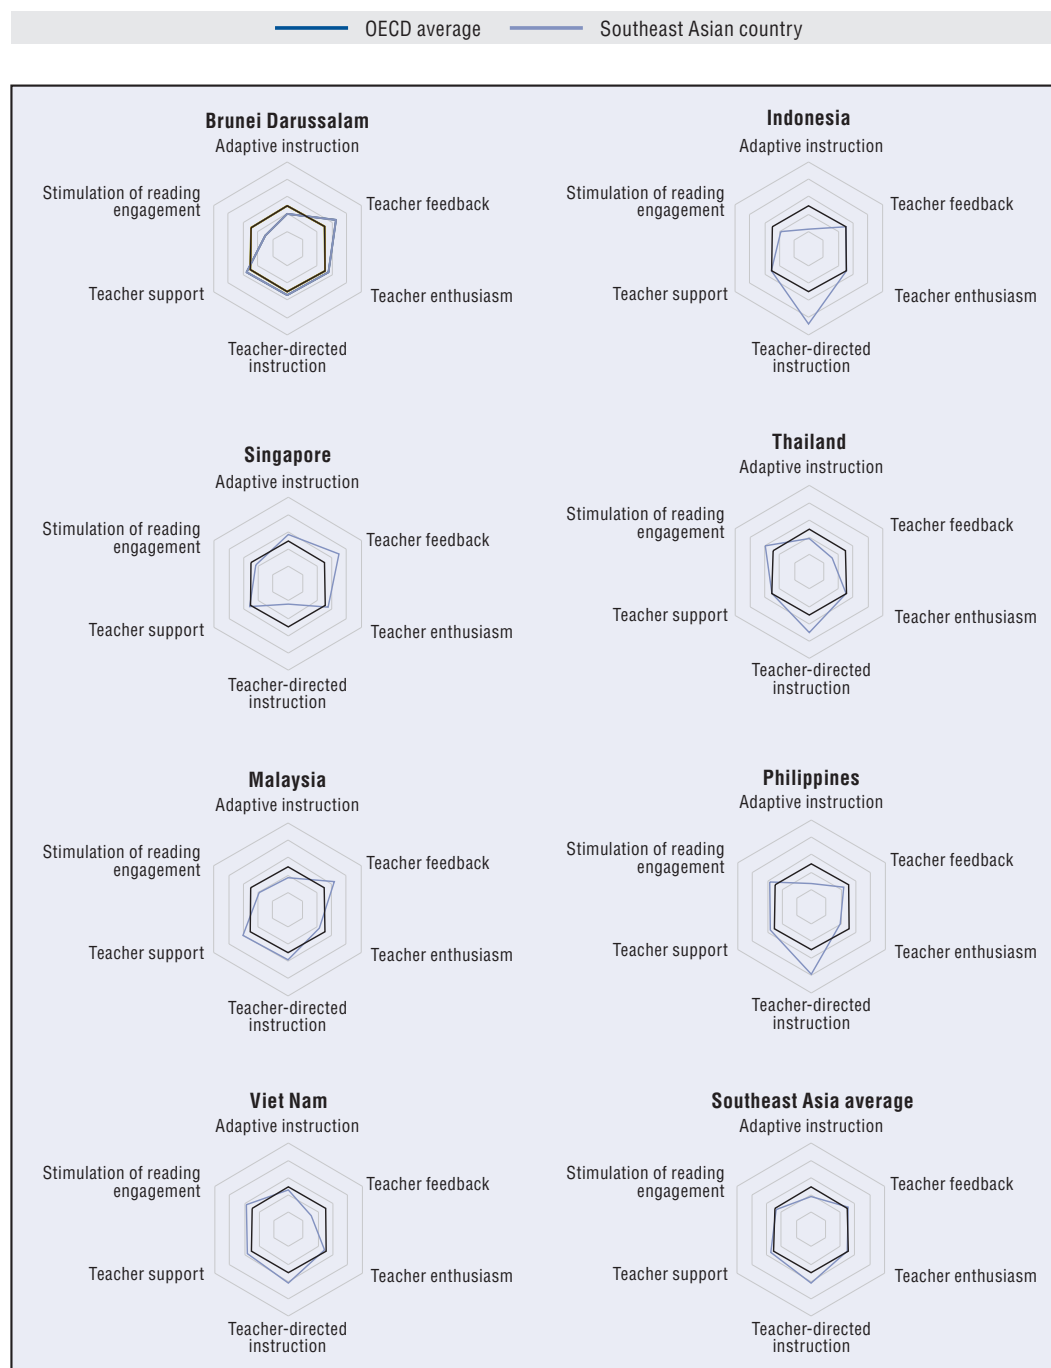 OECD average
Southeast Asian country
Brunei Darussalam
Adaptive instruction
Stimulation of reading
engagement
Teacher feedback
Teacher support
Teacher enthusiasm
Teacher-directed
instruction
Indonesia
Adaptive instruction
Stimulation of reading
engagement
Teacher feedback
Teacher support
Teacher enthusiasm
Teacher-directed
instruction
Singapore
Adaptive instruction
Stimulation of reading
engagement
Teacher feedback
Teacher support
Teacher enthusiasm
Teacher-directed
instruction
Thailand
Adaptive instruction
Stimulation of reading
engagement
Teacher feedback
Teacher support
Teacher enthusiasm
Teacher-directed
instruction
Malaysia
Adaptive instruction
Stimulation of reading
engagement
Teacher feedback
Teacher support
Teacher enthusiasm
Teacher-directed
instruction
Philippines
Adaptive instruction
Stimulation of reading
engagement
Teacher feedback
Teacher support
Teacher enthusiasm
Teacher-directed
instruction
Viet Nam
Adaptive instruction
Stimulation of reading
engagement
Teacher feedback
Teacher support
Teacher enthusiasm
Teacher-directed
instruction
Southeast Asia average
Adaptive instruction
Stimulation of reading
engagement
Teacher feedback
Teacher support
Teacher enthusiasm
Teacher-directed
instruction